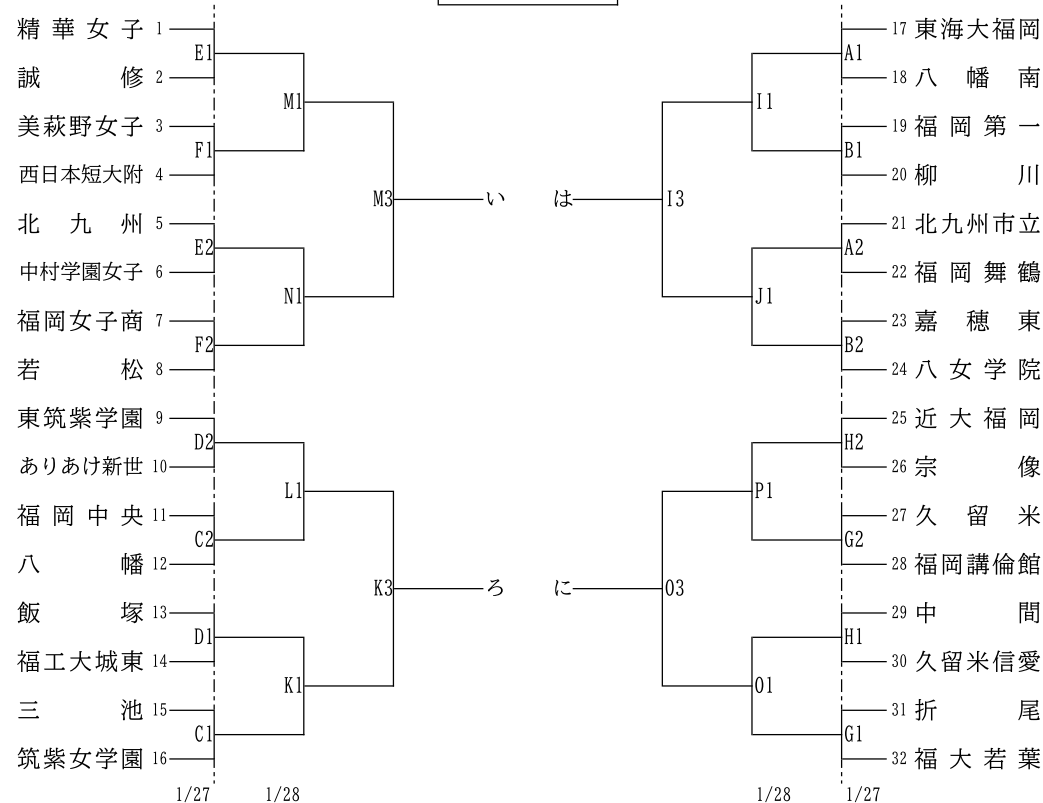 精華女子 1
E1
誠修 2
M1
美萩野女子 3
F1
西日本短大附 4
M3
い
北九州 5
E2
中村学園女子 6
N1
福岡女子商 7
F2
若松 8
東筑紫学園 9
D2
ありあけ新世 10
L1
福岡中央 11
C2
八幡 12
K3
ろ
飯塚 13
D1
福工大城東 14
K1
三池 15
C1
筑紫女学園 16
1/27 1/28
17 東海大福岡
A1
18 八幡南
I1
19 福岡第一
B1
20 柳川
は
I3
21 北九州市立
A2
22 福岡舞鶴
J1
23 嘉穂東
B2
24 八女学院
25 近大福岡
H2
26 宗像
P1
27 久留米
G2
28 福岡講倫館
に
O3
29 中間
H1
30 久留米信愛
O1
31 折尾
G1
32 福大若葉
1/28 1/27